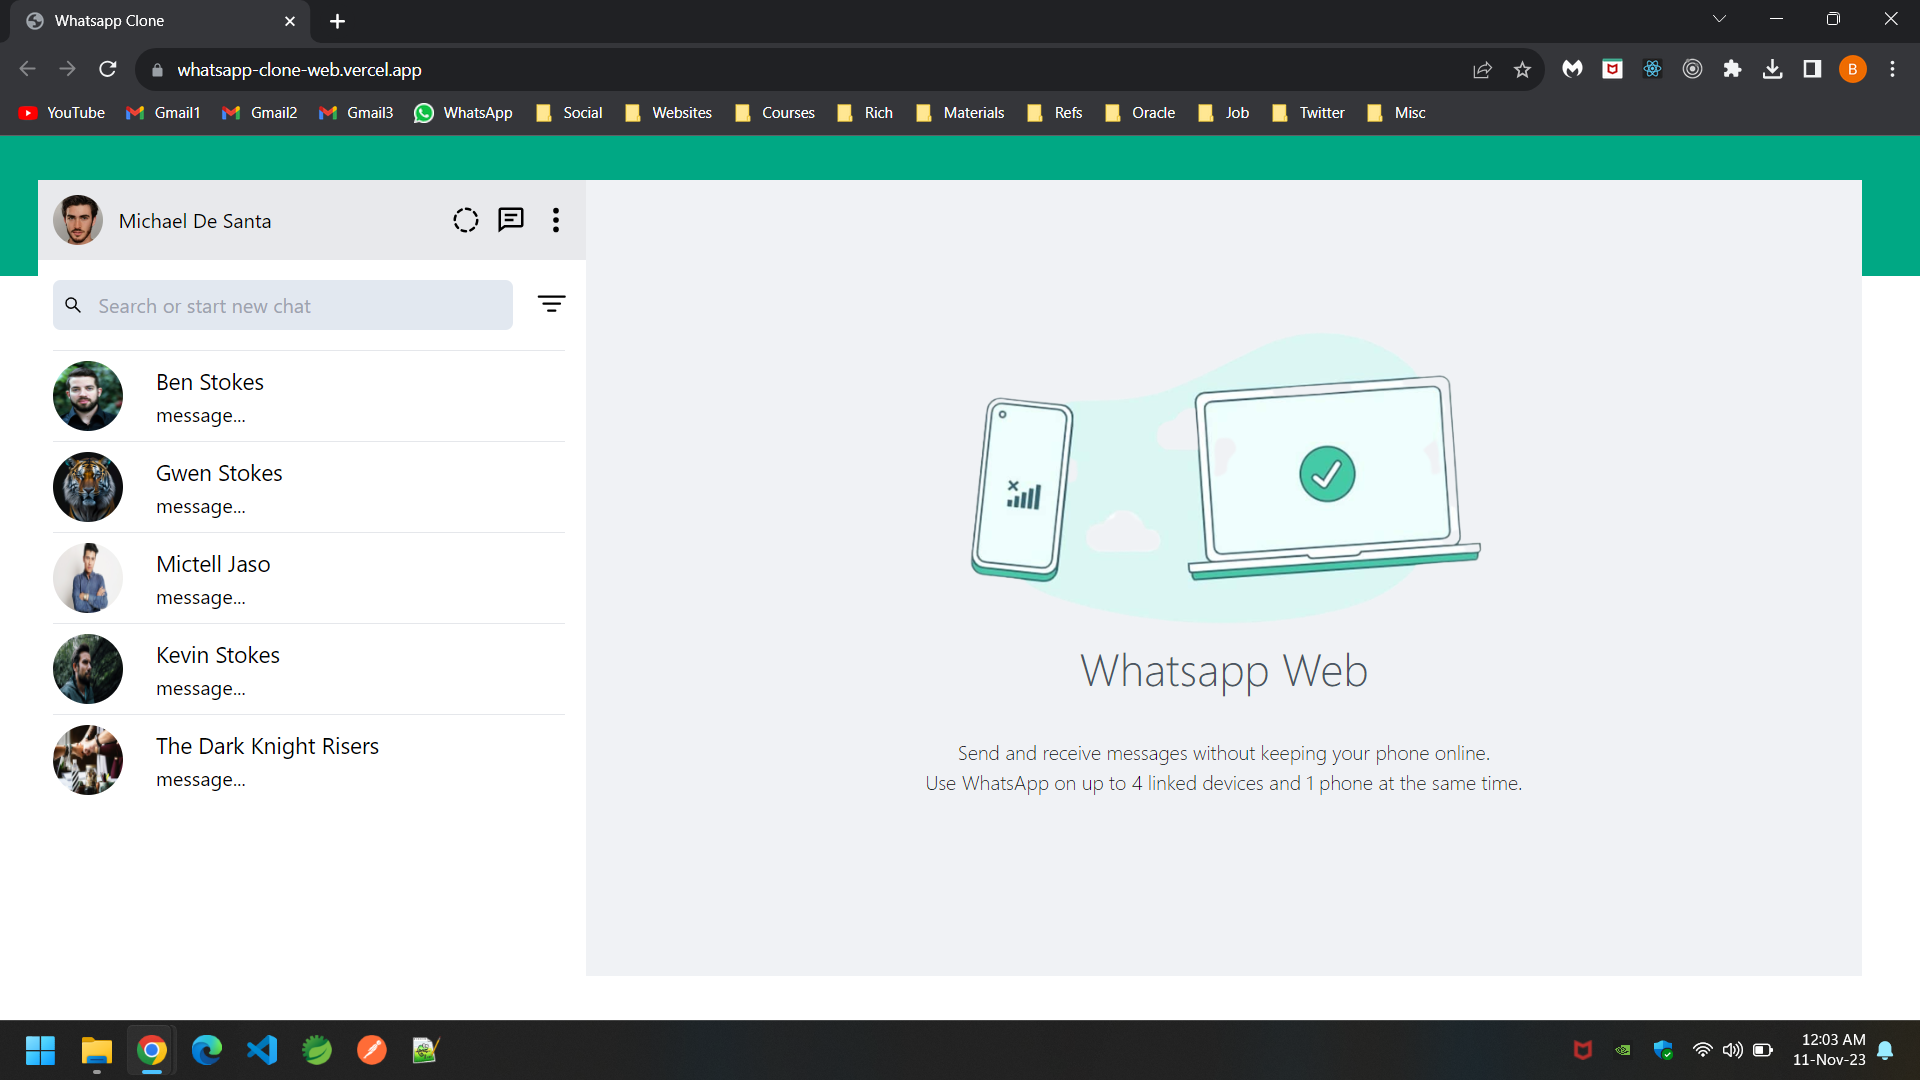 Whatsapp Clone
whatsapp-clone-web.vercel.app
B
YouTube Gmail1 Gmail2 Gmail3 WhatsApp Social Websites Courses Rich Materials Refs Oracle Job Twitter Misc
Michael De Santa
Search or start new chat
Ben Stokes
message...
Gwen Stokes
message...
Mictell Jaso
message...
Kevin Stokes
message...
The Dark Knight Risers
message...
Whatsapp Web
Send and receive messages without keeping your phone online.
Use WhatsApp on up to 4 linked devices and 1 phone at the same time.
12:03 AM
11-Nov-23